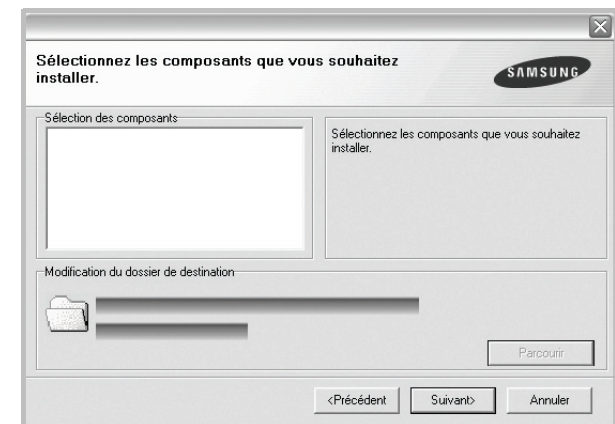 Sélectionnez les composants que vous souhaitez
installer.
SAMSUNG
Sélection des composants
Sélectionnez les composants que vous souhaitez
installer.
Modification du dossier de destination
Parcourir
<Précédent
Suivant>
Annuler